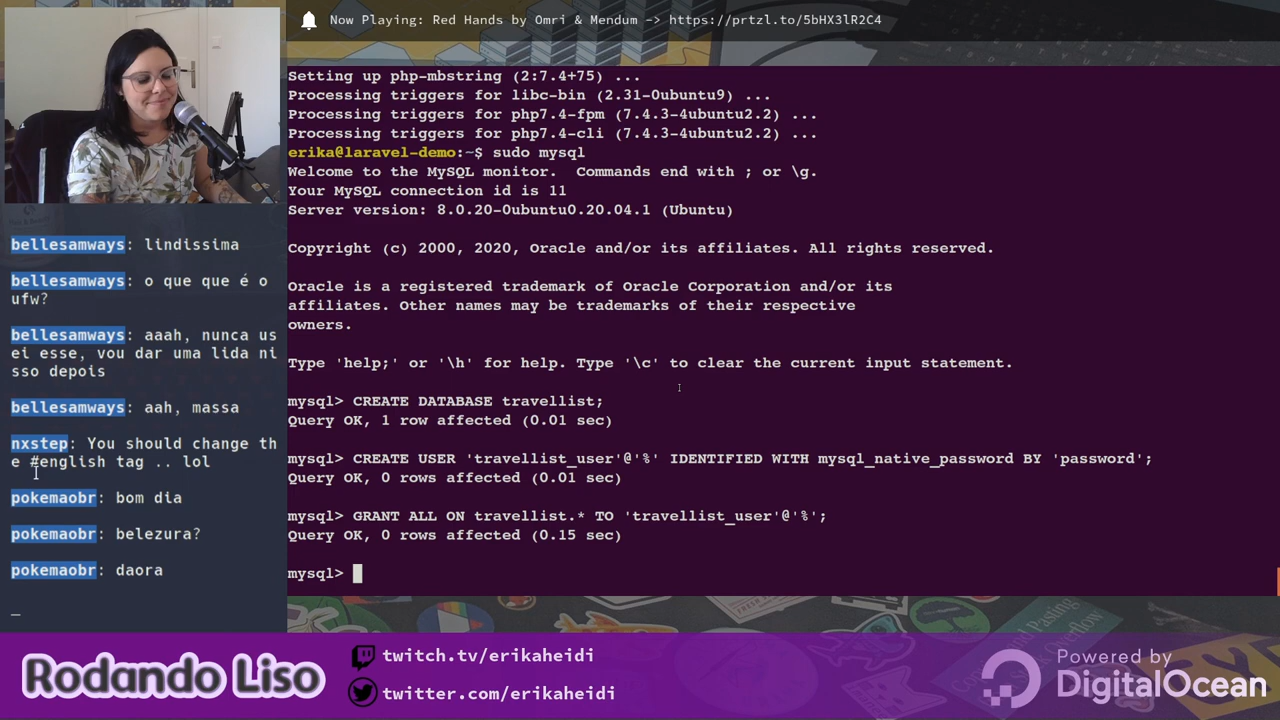 Now Playing: Red Hands by Omri & Mendum -> https://prtzl.to/5bHX3lR2C4
bellesamways: lindissima
bellesamways: o que que é o
ufw?
bellesamways: aaah, nunca us
ei esse, vou dar uma lida ni
sso depois
bellesamways: aah, massa
nxstep: You should change th
e #english tag .. lol
pokemaobr: bom dia
pokemaobr: belezura?
pokemaobr: daora
_
Setting up php-mbstring (2:7.4+75) ...
Processing triggers for libc-bin (2.31-0ubuntu9) ...
Processing triggers for php7.4-fpm (7.4.3-4ubuntu2.2) ...
Processing triggers for php7.4-cli (7.4.3-4ubuntu2.2) ...
erika@laravel-demo:~$ sudo mysql
Welcome to the MySQL monitor.  Commands end with ; or \g.
Your MySQL connection id is 11
Server version: 8.0.20-0ubuntu0.20.04.1 (Ubuntu)
Copyright (c) 2000, 2020, Oracle and/or its affiliates. All rights reserved.
Oracle is a registered trademark of Oracle Corporation and/or its
affiliates. Other names may be trademarks of their respective
owners.
Type 'help;' or '\h' for help. Type '\c' to clear the current input statement.
mysql> CREATE DATABASE travellist;
Query OK, 1 row affected (0.01 sec)
mysql> CREATE USER 'travellist_user'@'%' IDENTIFIED WITH mysql_native_password BY 'password';
Query OK, 0 rows affected (0.01 sec)
mysql> GRANT ALL ON travellist.* TO 'travellist_user'@'%';
Query OK, 0 rows affected (0.15 sec)
mysql>
Copying and Pasting
Overflow
Rodando Liso
twitch.tv/erikaheidi
twitter.com/erikaheidi
Powered by
DigitalOcean